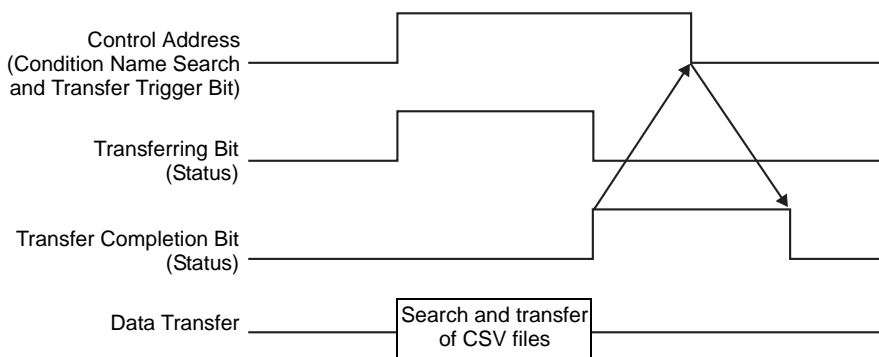 Control Address
(Condition Name Search
and Transfer Trigger Bit)
Transferring Bit
(Status)
Transfer Completion Bit
(Status)
Data Transfer
Search and transfer
of CSV files